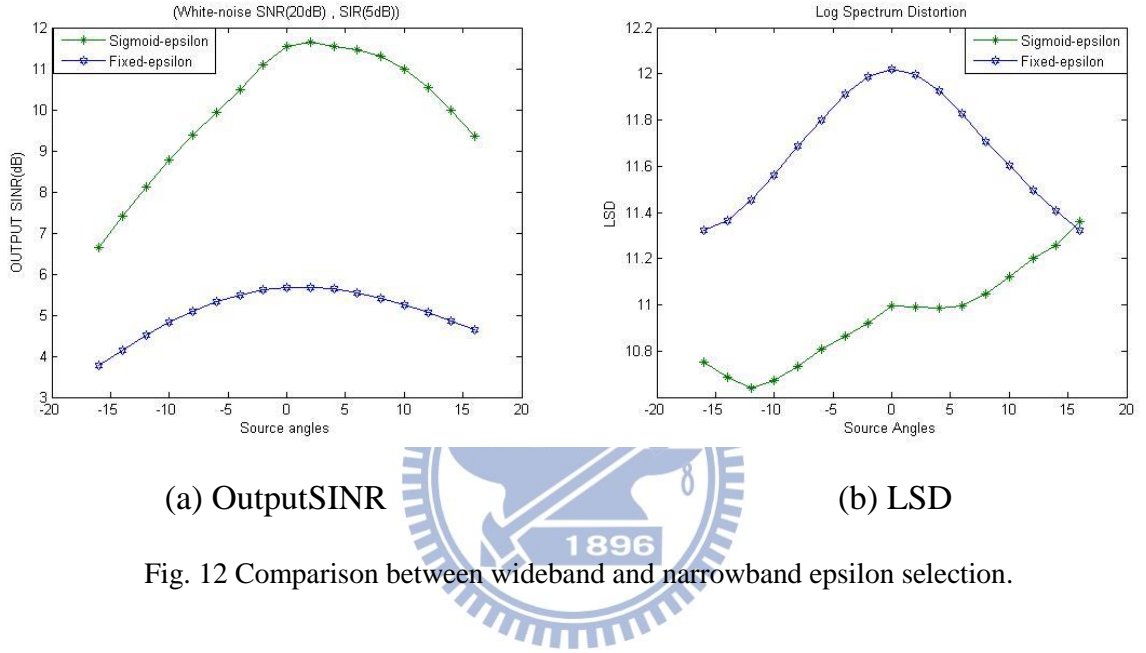 (White-noise SNR(20dB) , SIR(5dB))
12
11
10
9
8
7
6
5
4
3
OUTPUT SINR(dB)
Sigmoid-epsilon
Fixed-epsilon
-20 -15 -10 -5 0 5 10 15 20
Source angles
Log Spectrum Distortion
12.2
12
11.8
11.6
11.4
11.2
11
10.8
LSD
Sigmoid-epsilon
Fixed-epsilon
-20 -15 -10 -5 0 5 10 15 20
Source Angles
(a) OutputSINR
(b) LSD
1896
Fig. 12 Comparison between wideband and narrowband epsilon selection.